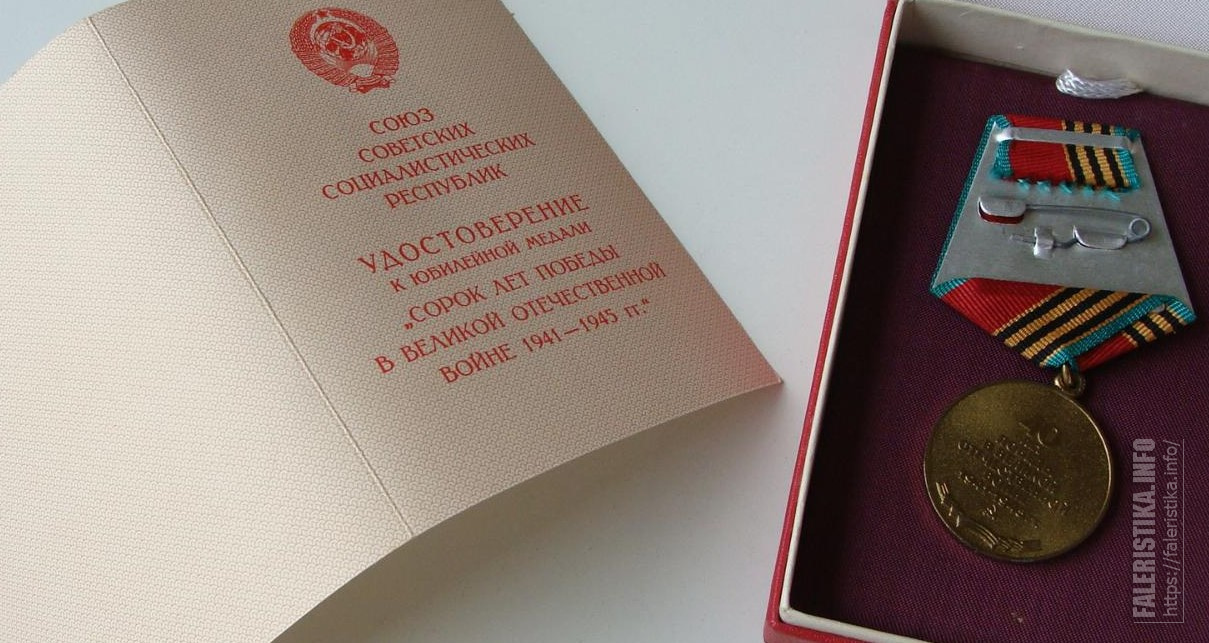 СОЮЗ
СОВЕТСКИХ
СОЦИАЛИСТИЧЕСКИХ
РЕСПУБЛИК
УДОСТОВЕРЕНИЕ
К ЮБИЛЕЙНОЙ МЕДАЛИ
„СОРОК ЛЕТ ПОБЕДЫ
В ВЕЛИКОЙ ОТЕЧЕСТВЕННОЙ
ВОЙНЕ 1941—1945 гг.“
40
FALERISTIKA.INFO
https://faleristika.info/